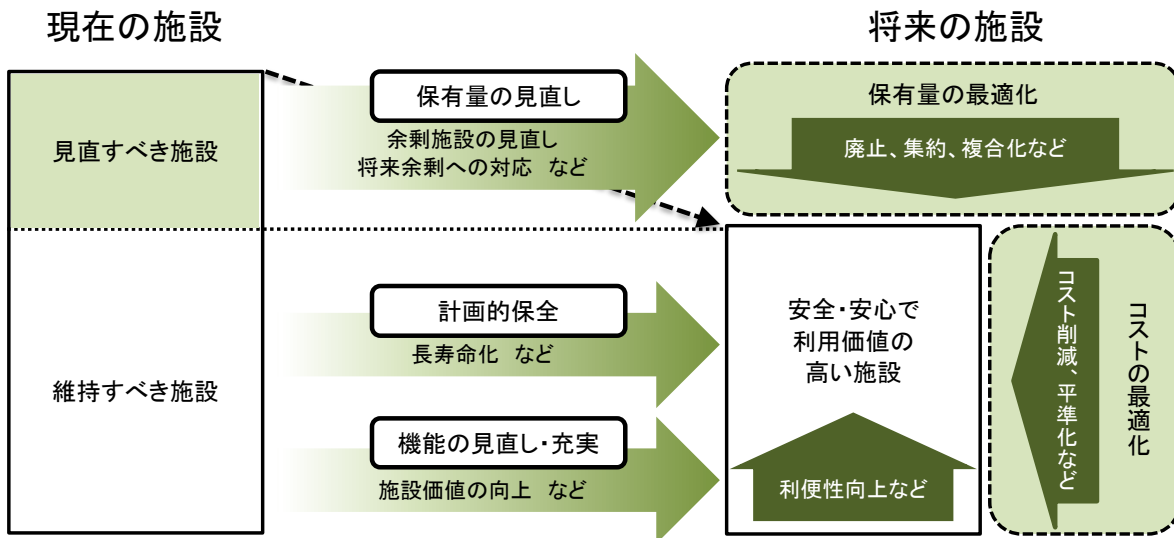 現在の施設
将来の施設
見直すべき施設
保有量の見直し
余剰施設の見直し
将来余剰への対応 など
保有量の最適化
廃止、集約、複合化など
維持すべき施設
計画的保全
長寿命化 など
機能の見直し・充実
施設価値の向上 など
安全・安心で
利用価値の
高い施設
利便性向上など
コスト削減、平準化など
コストの最適化